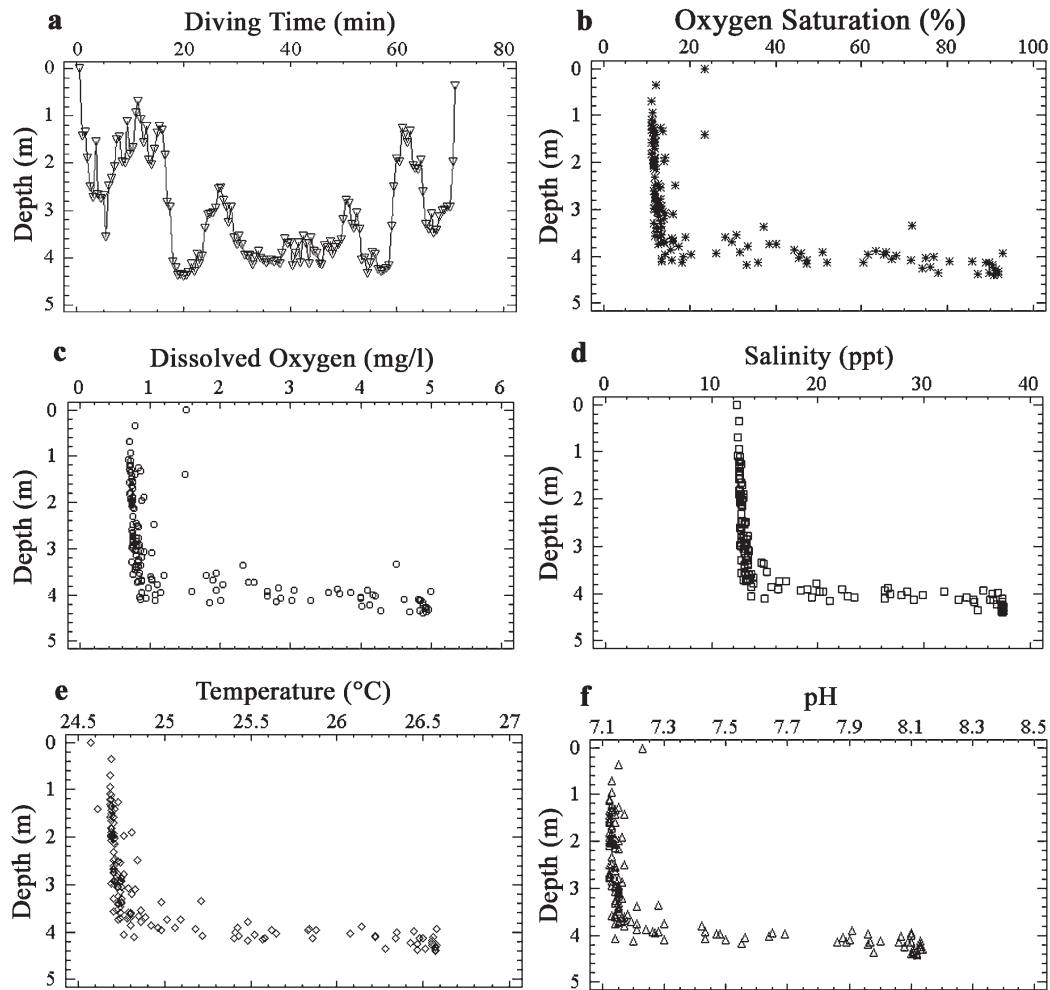 a Diving Time (min)
0 20 40 60 80
Depth (m)
0
1
2
3
4
5
b Oxygen Saturation (%)
0 20 40 60 80 100
Depth (m)
0
1
2
3
4
5
c Dissolved Oxygen (mg/l)
0 1 2 3 4 5 6
Depth (m)
0
1
2
3
4
5
d Salinity (ppt)
0 10 20 30 40
Depth (m)
0
1
2
3
4
5
e Temperature (°C)
24.5 25 25.5 26 26.5 27
Depth (m)
0
1
2
3
4
5
f pH
7.1 7.3 7.5 7.7 7.9 8.1 8.3 8.5
Depth (m)
0
1
2
3
4
5